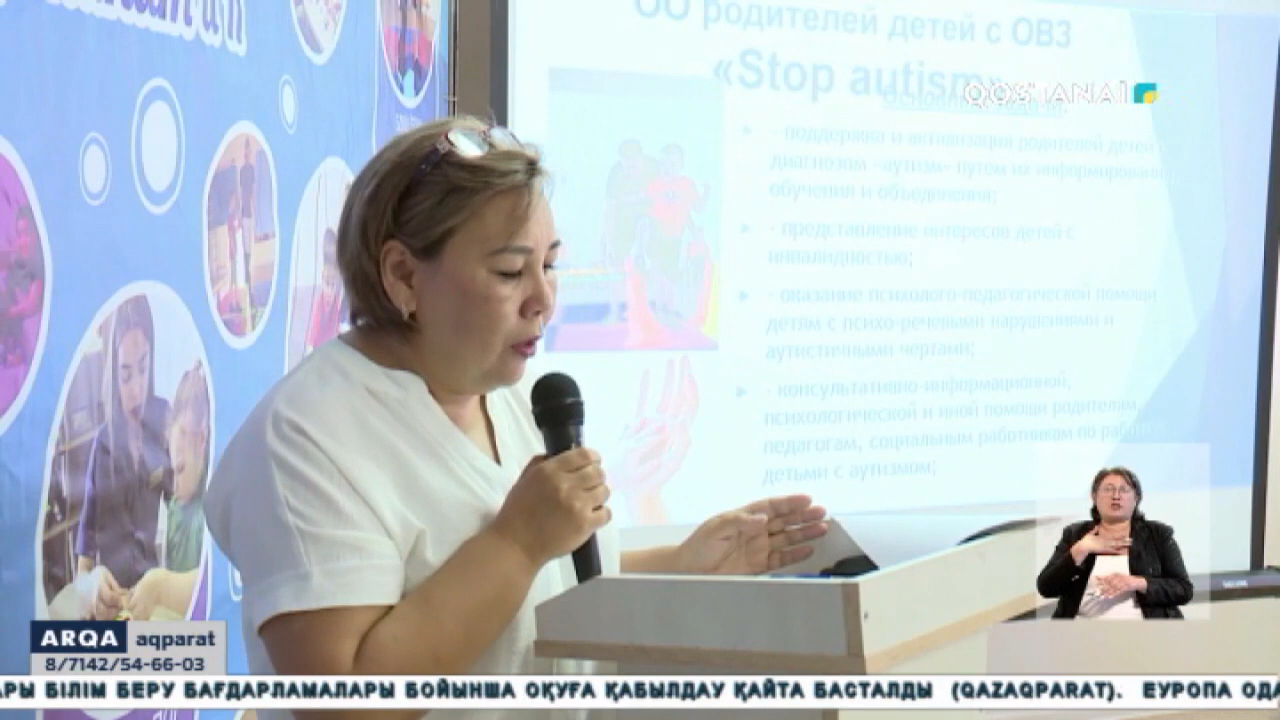 ОО родителей детей с ОВЗ
«Stop autism»
QOSTANAI
- поддержка и активизация родителей детей
диагнозом «аутизм» путем их информирования
обучения и объединения;
- представление интересов детей с
инвалидностью;
- оказание психолого-педагогической помощи
детям с психо-речевыми нарушениями и
аутистичными чертами;
- консультативно-информационной,
психологической и иной помощи родителям,
педагогам, социальным работникам по
детьми с аутизмом;
ARQA aqparat
8/7142/54-66-03
АРЫ БІЛІМ БЕРУ БАҒДАРЛАМАЛАРЫ БОЙЫНША ОҚУҒА ҚАБЫЛДАУ ҚАЙТА БАСТАЛДЫ (QAZAQPARAT). ЕУРОПА ОДА